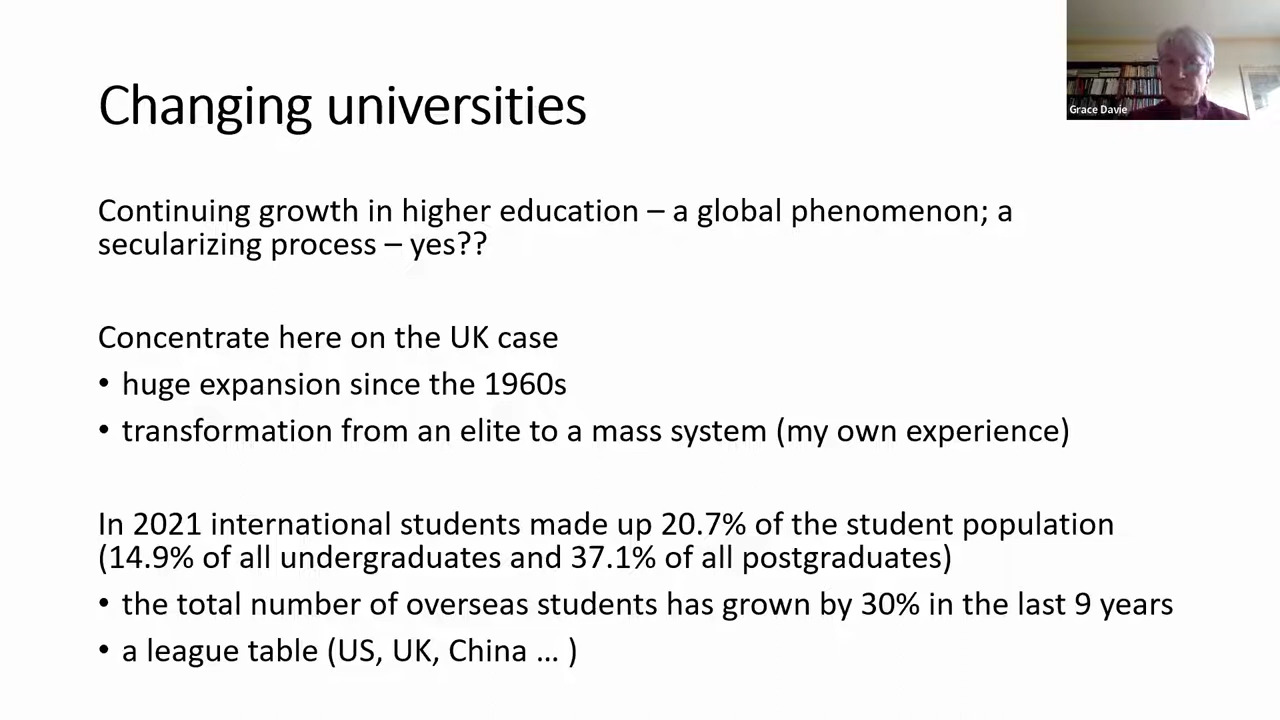 Changing universities
Grace Davie
Continuing growth in higher education – a global phenomenon; a
secularizing process – yes??
Concentrate here on the UK case
• huge expansion since the 1960s
• transformation from an elite to a mass system (my own experience)
In 2021 international students made up 20.7% of the student population
(14.9% of all undergraduates and 37.1% of all postgraduates)
• the total number of overseas students has grown by 30% in the last 9 years
• a league table (US, UK, China … )